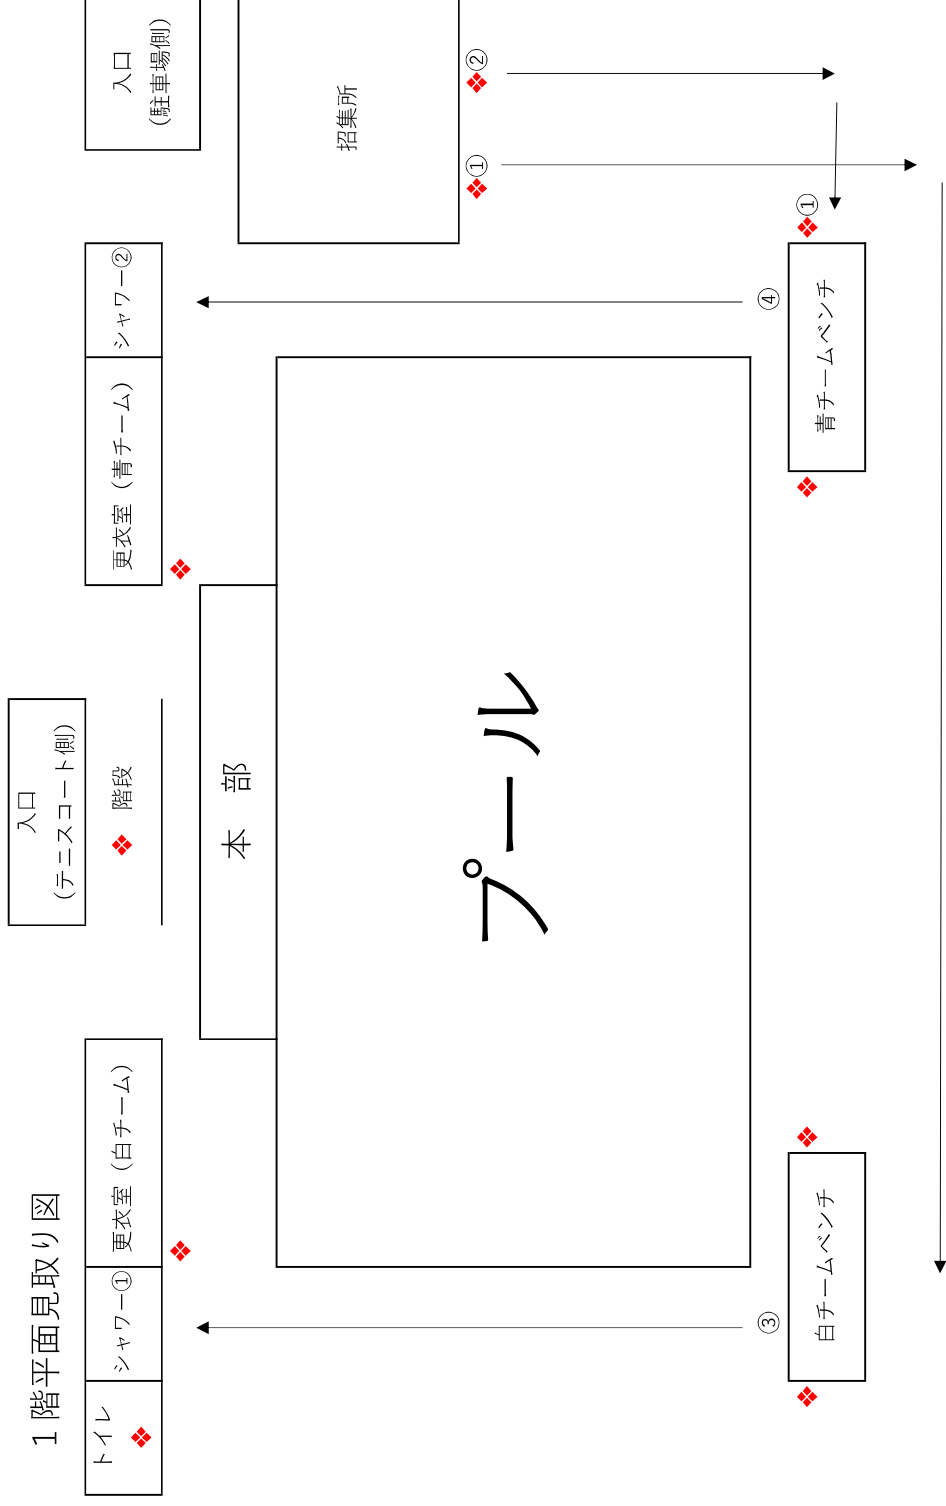 １階平面見取り図
入口
（テニスコート側）
トイレ
❖
シャワー①
更衣室（白チーム）
❖
❖ 階段
更衣室（青チーム）
❖
シャワー②
入口
（駐車場側）
本　部
招集所
❖①
❖②
プール
③
④
❖
白チームベンチ
❖
❖
青チームベンチ
❖①